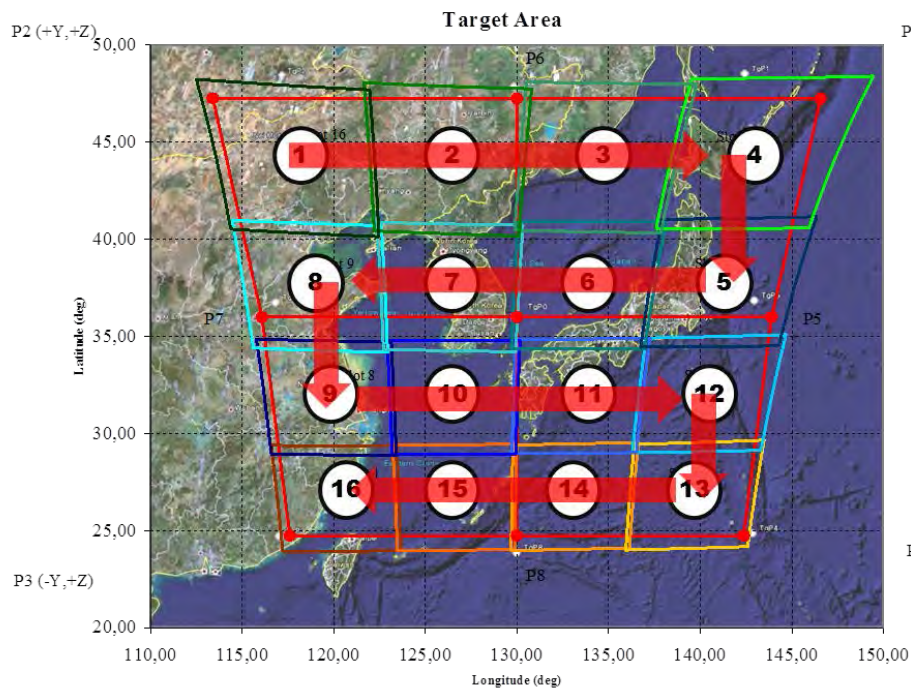 Target Area
P2 (+Y,+Z)
P
50,00
P6
TgP1
45,00
1
2
3
4
40,00
8
7
6
5
Latitude (deg)
P7
TgP0
P5
35,00
9
10
11
12
30,00
16
15
14
13
25,00
TgP4
P
P3 (-Y,+Z)
P8
20,00
110,00 115,00 120,00 125,00 130,00 135,00 140,00 145,00 150,00
Longitude (deg)